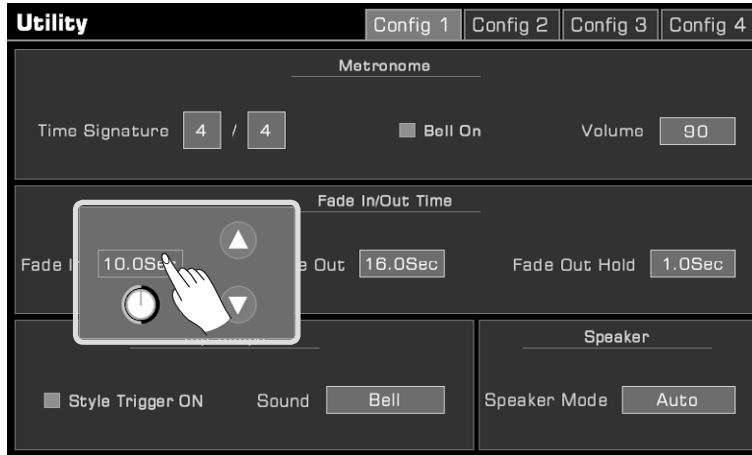 Utility Config 1 Config 2 Config 3 Config 4
Metronome
Time Signature 4 / 4 Bell On Volume 90
Fade In/Out Time
Fade 10.0Sec Out 16.0Sec Fade Out Hold 1.0Sec
Speaker
Style Trigger ON Sound Bell Speaker Mode Auto